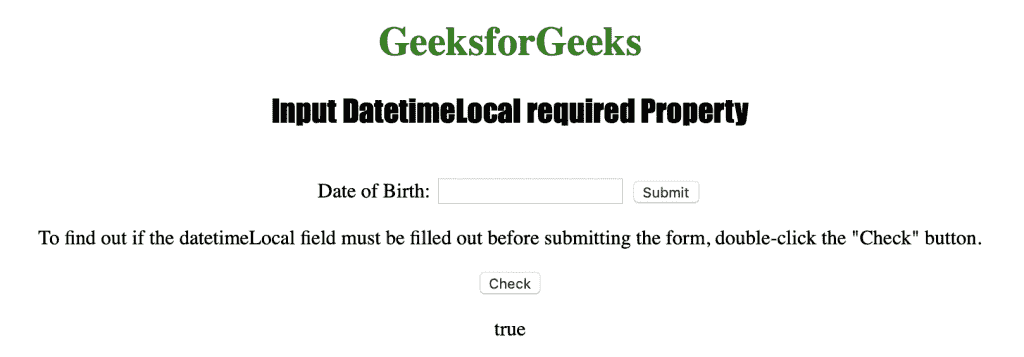 GeeksforGeeks
Input DatetimeLocal required Property
Date of Birth: Submit
To find out if the datetimeLocal field must be filled out before submitting the form, double-click the "Check" button.
Check
true